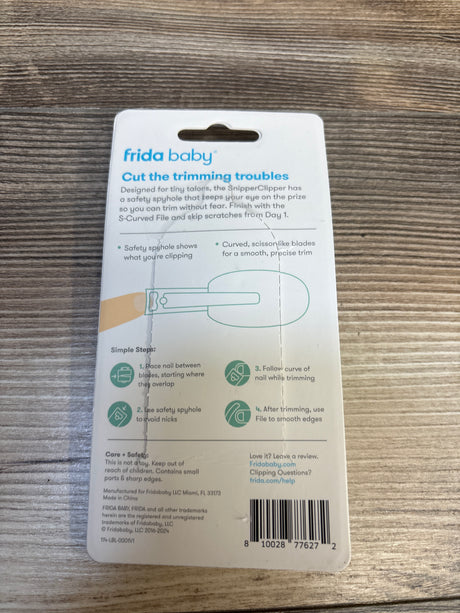 frida baby®
Cut the trimming troubles
Designed for tiny talons, the SnipperClipper has
a safety spyhole that keeps your eye on the prize
so you can trim without fear. Finish with the
S-Curved File and skip scratches from Day 1.
• Safety spyhole shows
what you're clipping
• Curved, scissorlike blades
for a smooth, precise trim
Simple Steps:
1. Place nail between
blades, starting where
they overlap
2. Use safety spyhole
to avoid nicks
3. Follow curve of
nail while trimming
4. After trimming, use
File to smooth edges
Care + Safety:
This is not a toy. Keep out of
reach of children. Contains small
parts & sharp edges.
Manufactured for Fridababy LLC Miami, FL 33173
Made in China
FRIDA BABY, FRIDA and all other trademarks
herein are the registered and unregistered
trademarks of Fridababy, LLC
© Fridababy, LLC 2016-2024
Love it? Leave a review.
Fridababy.com
Clipping Questions?
frida.com/help
8 10028 77627 2